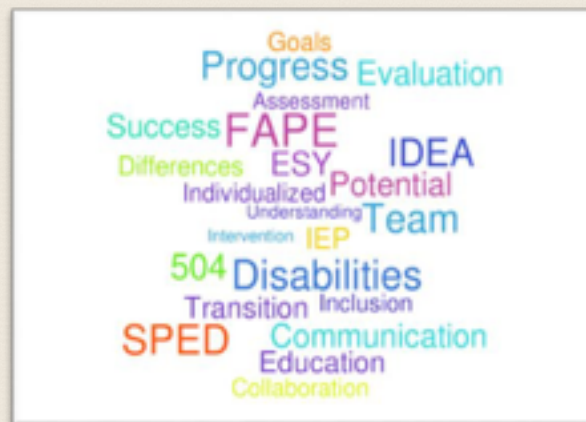 Goals
Progress Evaluation
Assessment
Success FAPE IDEA
Differences ESY
Individualized Potential
Understanding Team
Intervention IEP
504 Disabilities
Transition Inclusion
SPED Communication
Education
Collaboration